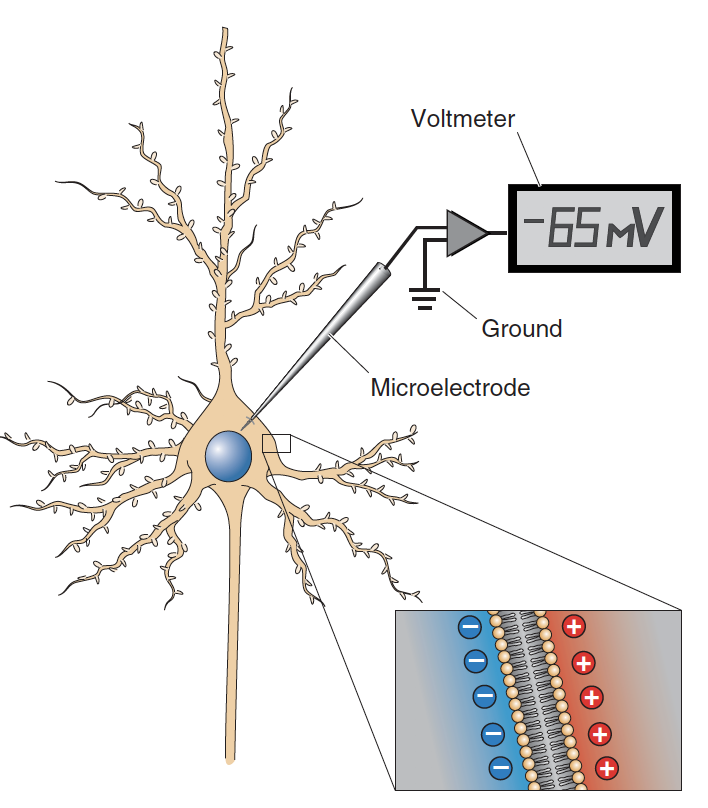 Voltmeter
-65 mV
Ground
Microelectrode
− +
− +
− +
− +
− +